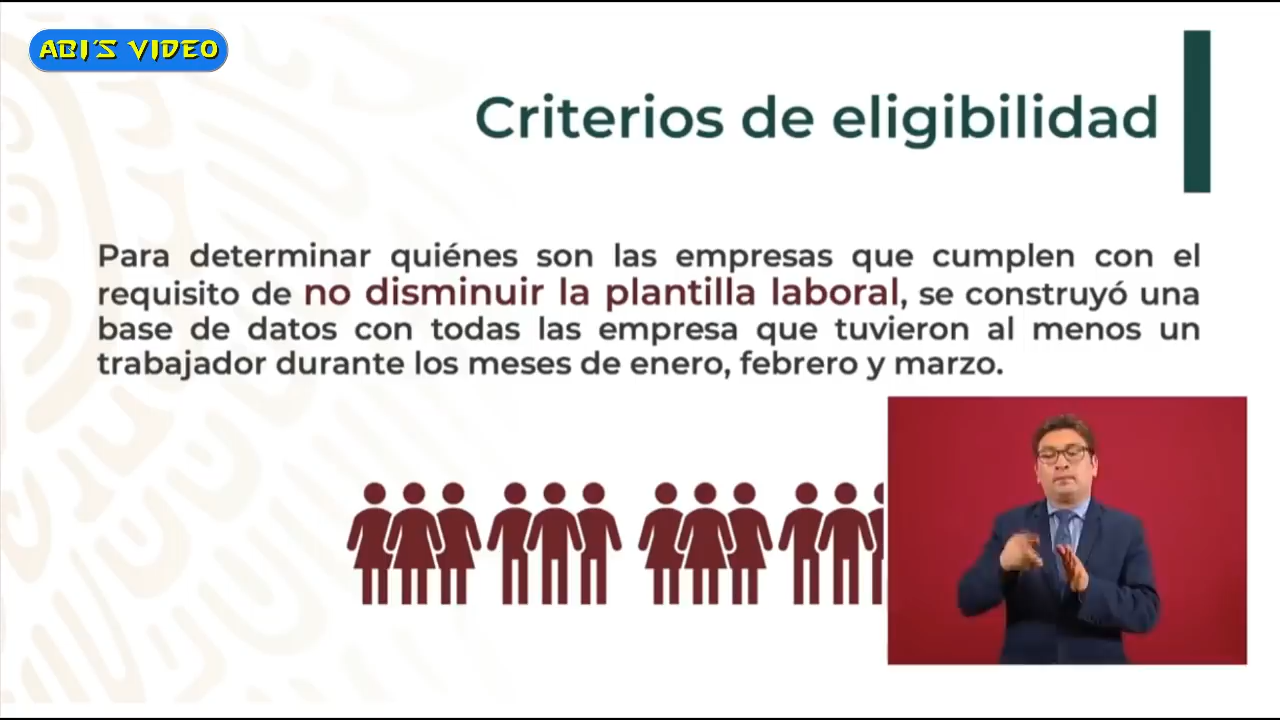 ABI'S VIDEO
Criterios de eligibilidad
Para determinar quiénes son las empresas que cumplen con el
requisito de no disminuir la plantilla laboral, se construyó una
base de datos con todas las empresa que tuvieron al menos un
trabajador durante los meses de enero, febrero y marzo.